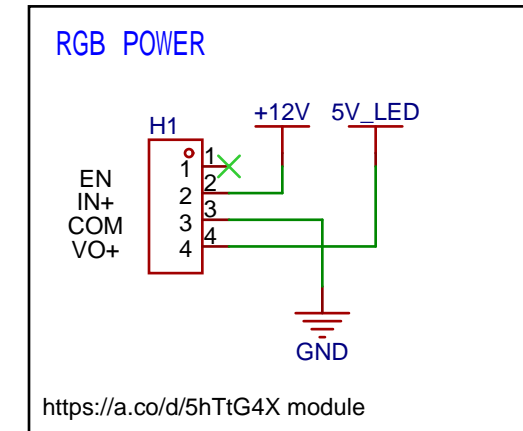 RGB POWER
+12V 5V_LED
H1
EN 1 1
IN+ 2 2
COM 3 3
VO+ 4 4
GND
https://a.co/d/5hTtG4X module